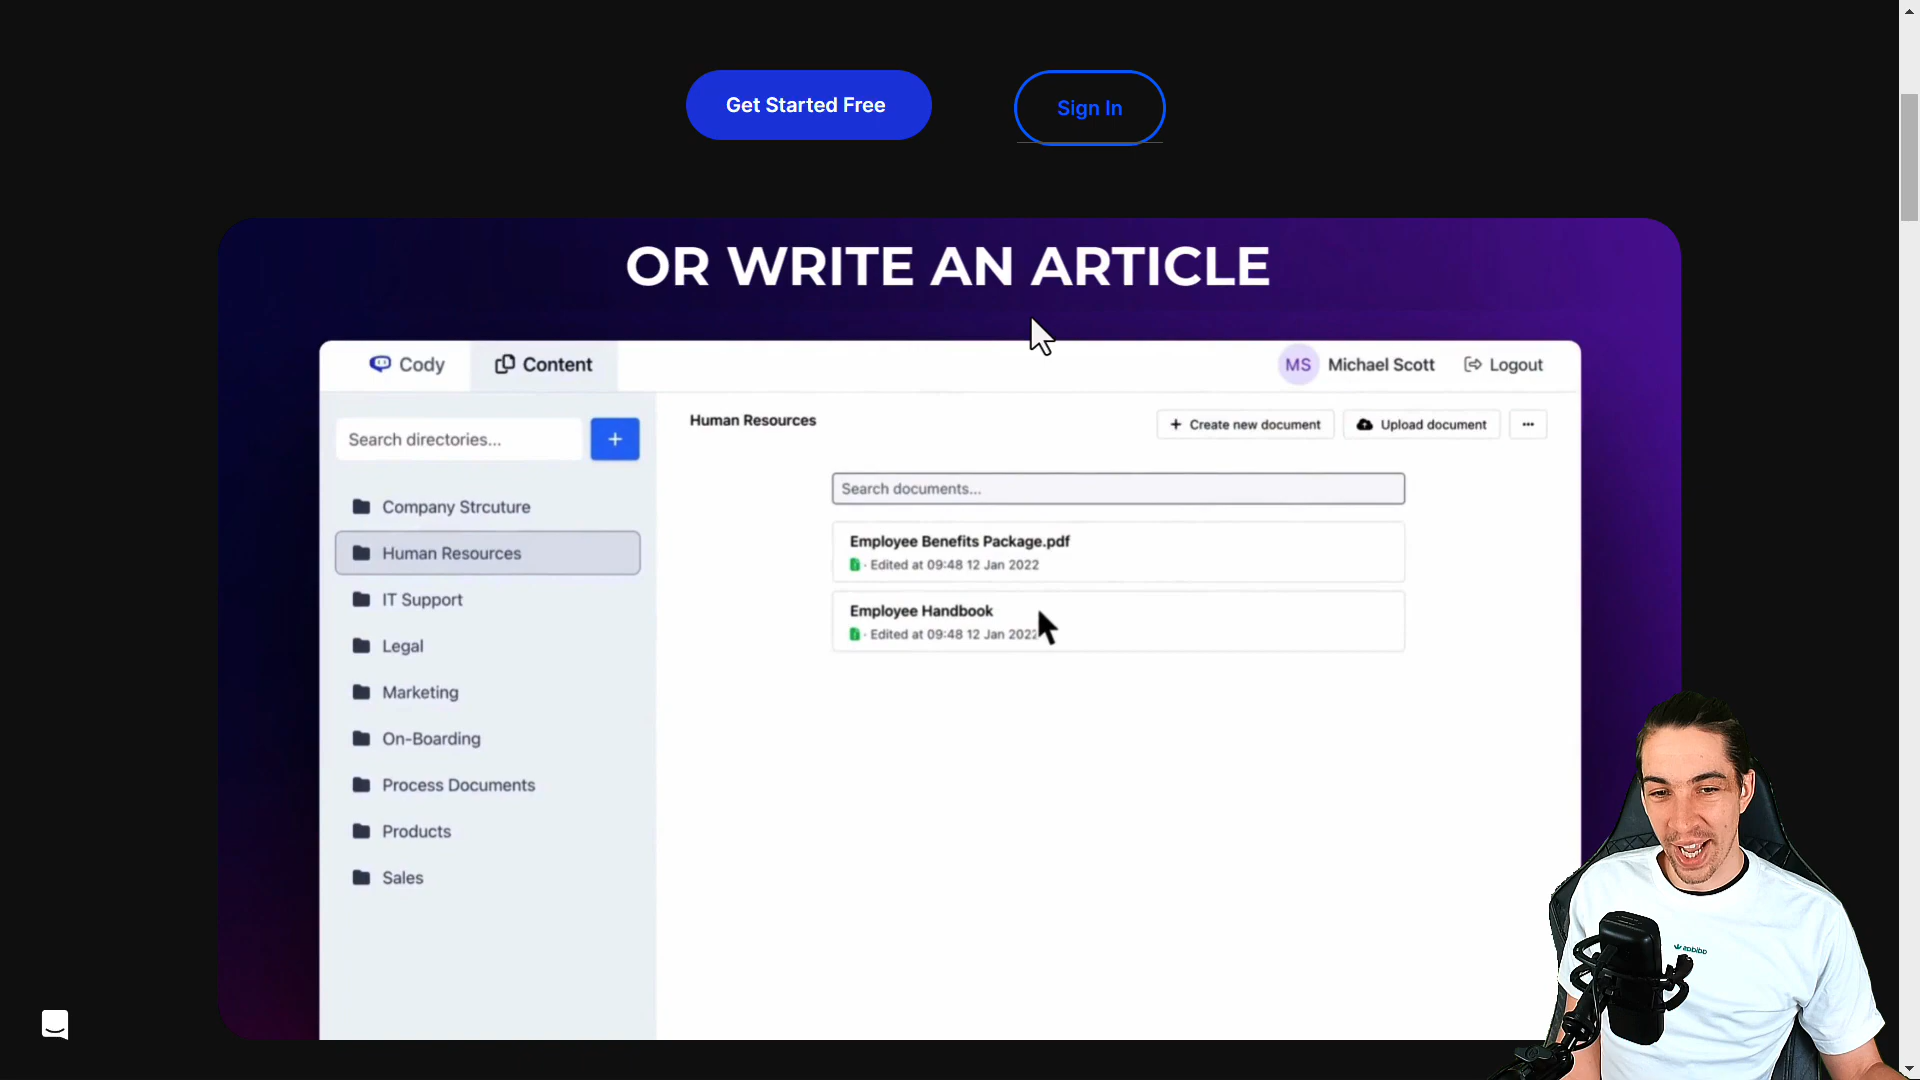 Get Started Free
Sign In
OR WRITE AN ARTICLE
Cody
Content
MS
Michael Scott
Logout
Search directories...
+
Human Resources
+ Create new document
Upload document
...
Search documents...
Company Strcuture
Human Resources
IT Support
Legal
Marketing
On-Boarding
Process Documents
Products
Sales
Employee Benefits Package.pdf
· Edited at 09:48 12 Jan 2022
Employee Handbook
· Edited at 09:48 12 Jan 2022